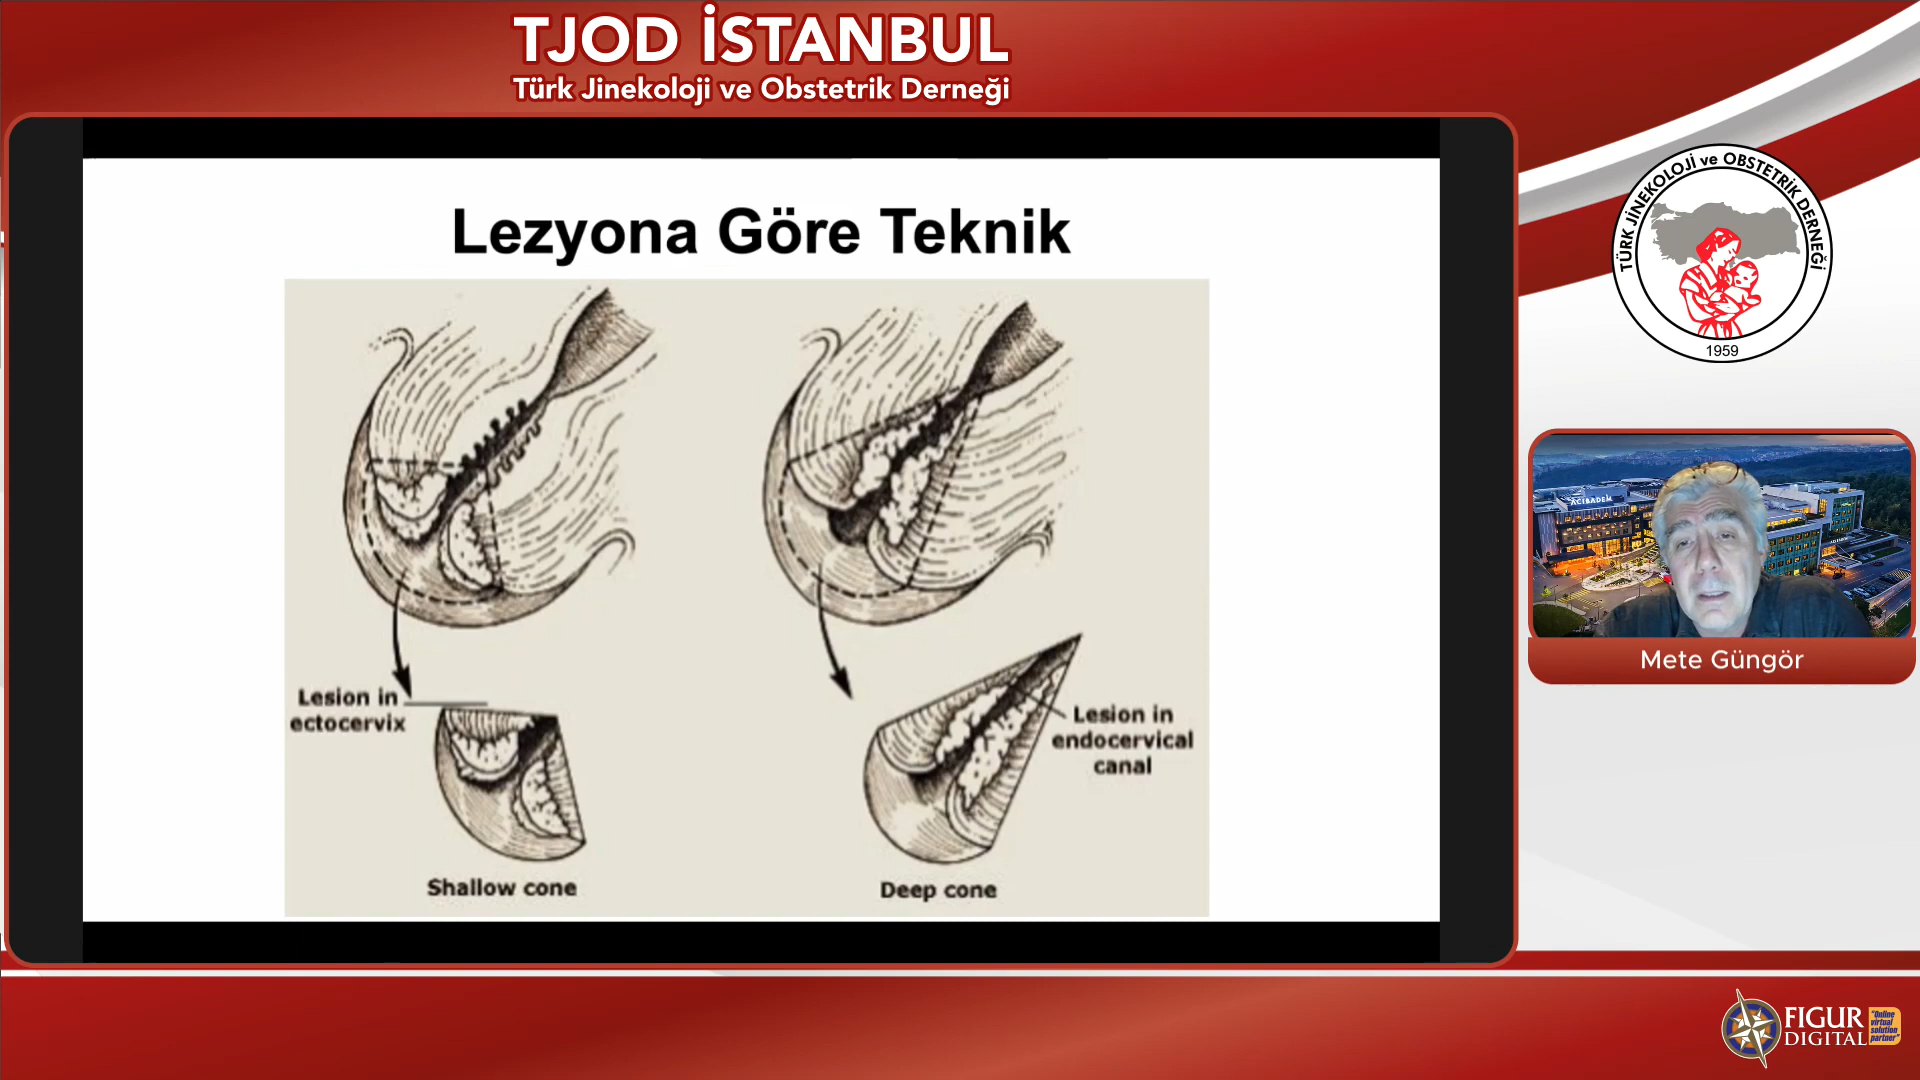 TJOD İSTANBUL
Türk Jinekoloji ve Obstetrik Derneği
Lezyona Göre Teknik
Lesion in
ectocervix
Shallow cone
Lesion in
endocervical
canal
Deep cone
TÜRK JİNEKOLOJİ ve OBSTETRİK DERNEĞİ
1959
ACIBADEM
Mete Güngör
FIGUR
DIGITAL
"Online
virtual
solution
partner"